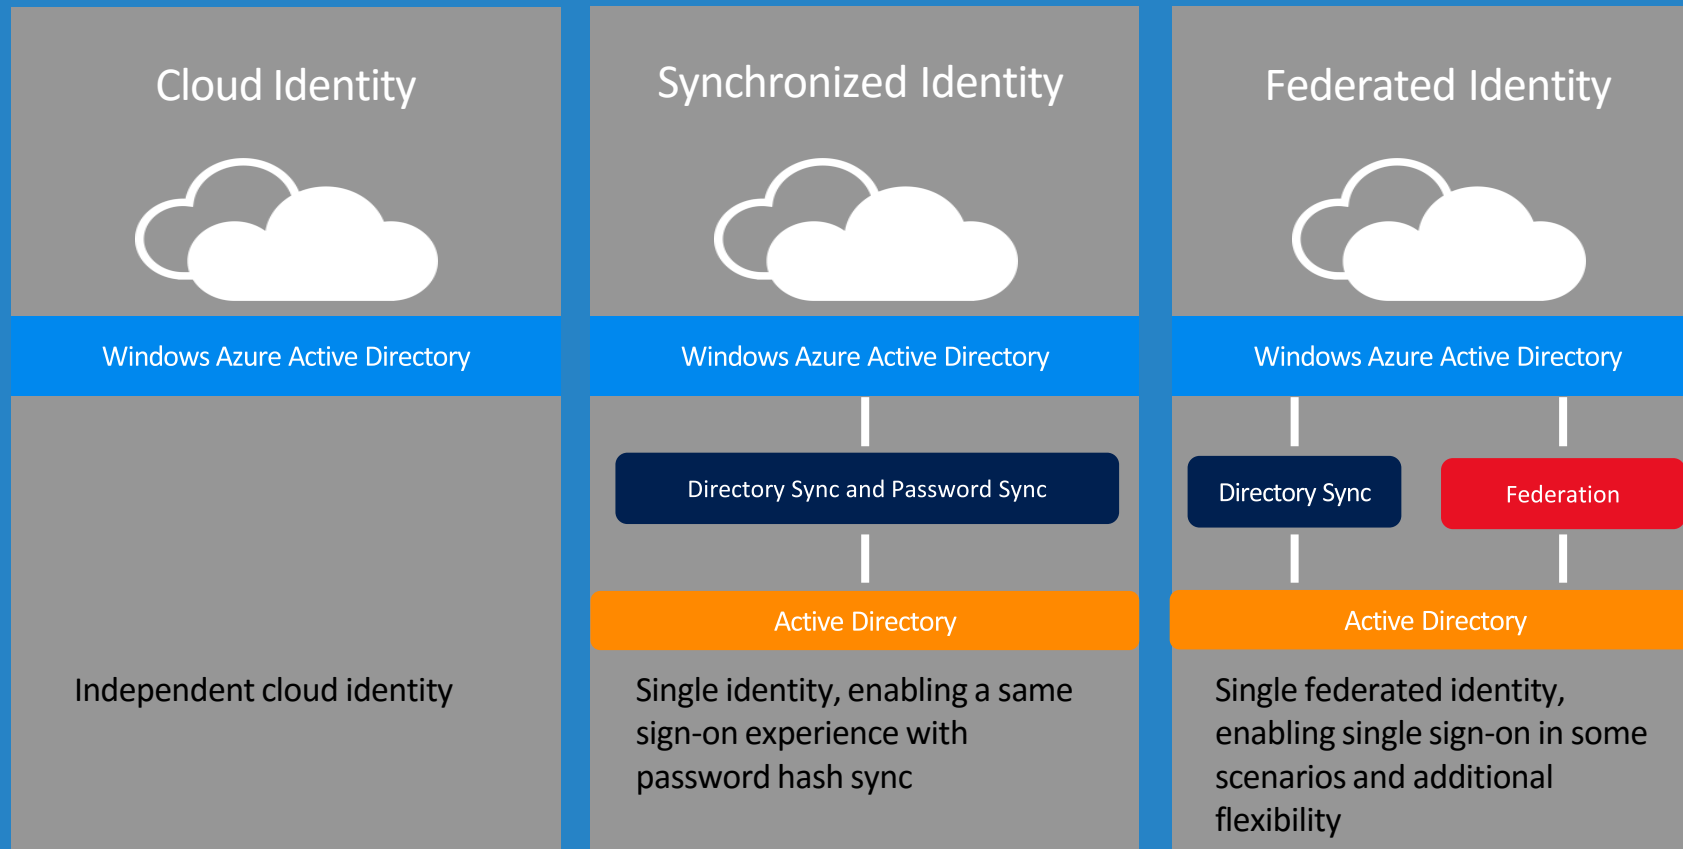 Cloud Identity
Windows Azure Active Directory
Independent cloud identity
Synchronized Identity
Windows Azure Active Directory
Directory Sync and Password Sync
Active Directory
Single identity, enabling a same
sign-on experience with
password hash sync
Federated Identity
Windows Azure Active Directory
Directory Sync
Federation
Active Directory
Single federated identity,
enabling single sign-on in some
scenarios and additional
flexibility